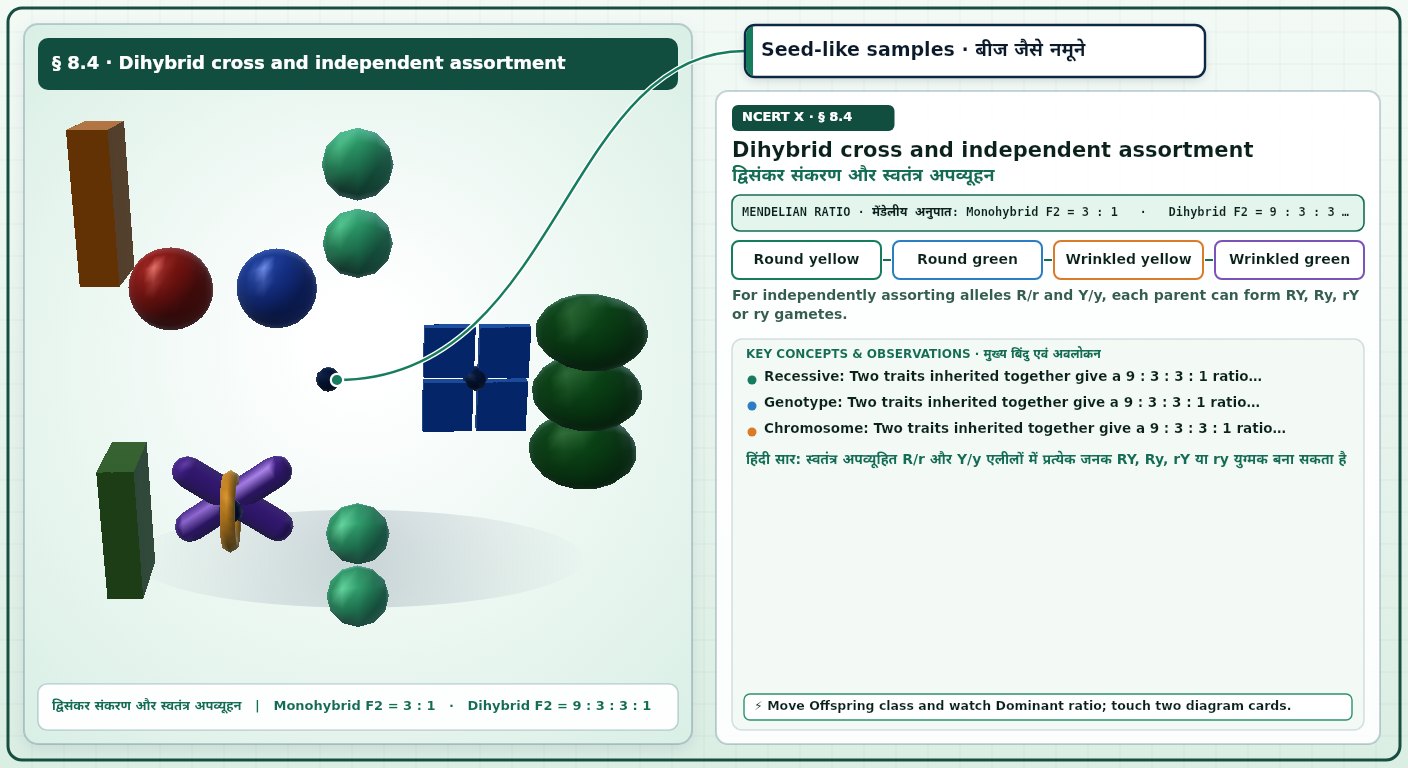 § 8.4 · Dihybrid cross and independent assortment
Seed-like samples · बीज जैसे नमूने
NCERT X · § 8.4
Dihybrid cross and independent assortment
द्विसंकर संकरण और स्वतंत्र अपव्यूहन
MENDELIAN RATIO · मेंडेलीय अनुपात: Monohybrid F2 = 3 : 1 · Dihybrid F2 = 9 : 3 : 3 …
Round yellow
Round green
Wrinkled yellow
Wrinkled green
For independently assorting alleles R/r and Y/y, each parent can form RY, Ry, rY
or ry gametes.
KEY CONCEPTS & OBSERVATIONS · मुख्य बिंदु एवं अवलोकन
Recessive: Two traits inherited together give a 9 : 3 : 3 : 1 ratio…
Genotype: Two traits inherited together give a 9 : 3 : 3 : 1 ratio…
Chromosome: Two traits inherited together give a 9 : 3 : 3 : 1 ratio…
हिंदी सार: स्वतंत्र अपव्यूहित R/r और Y/y एलीलों में प्रत्येक जनक RY, Ry, rY या ry युग्मक बना सकता है
⚡ Move Offspring class and watch Dominant ratio; touch two diagram cards.
द्विसंकर संकरण और स्वतंत्र अपव्यूहन | Monohybrid F2 = 3 : 1 · Dihybrid F2 = 9 : 3 : 3 : 1